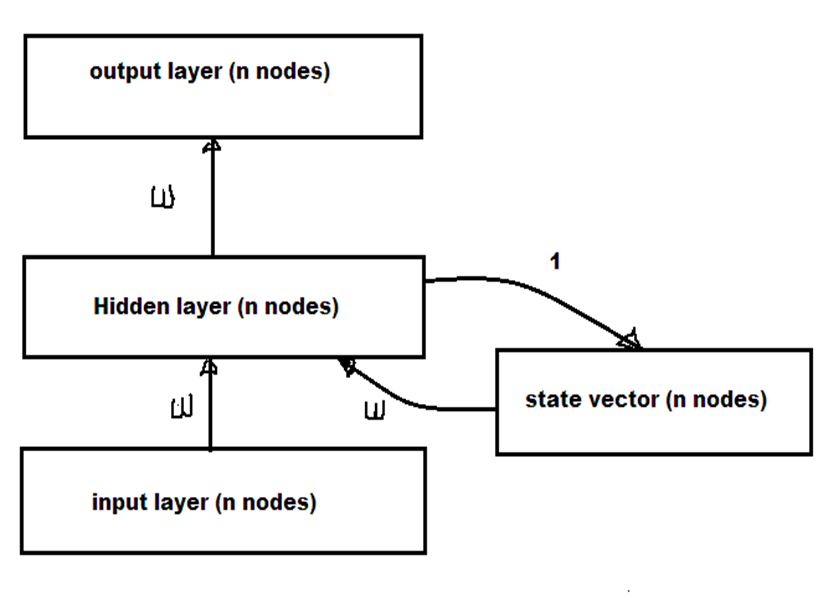 output layer (n nodes)
Hidden layer (n nodes)
1
state vector (n nodes)
input layer (n nodes)